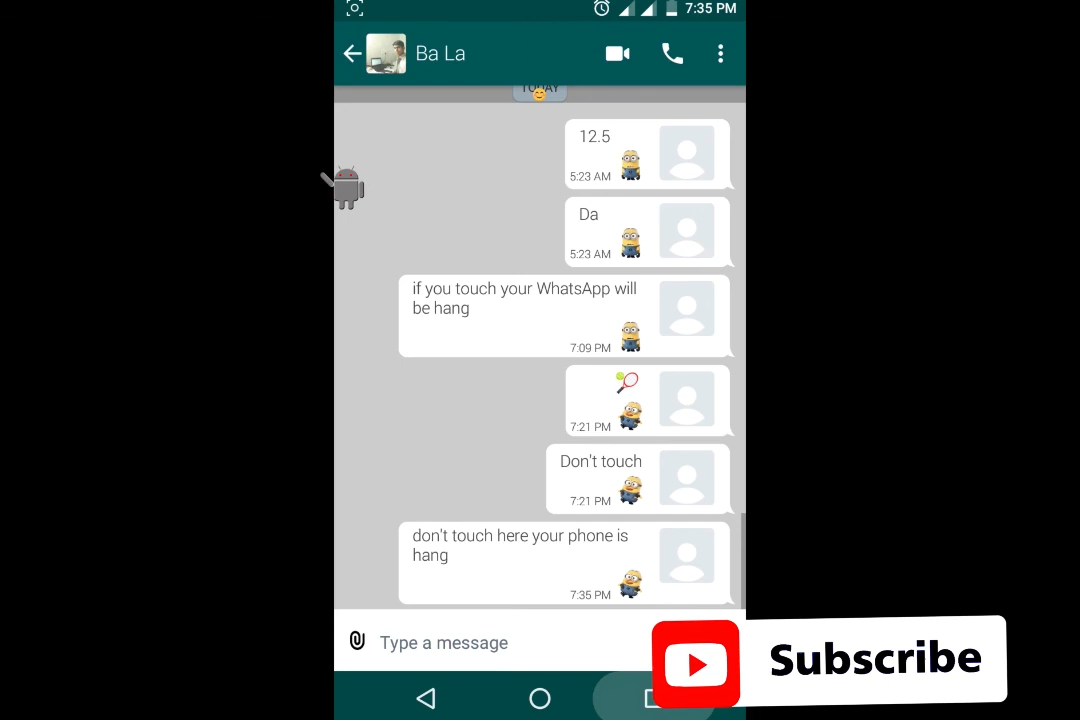 7:35 PM
Ba La
TODAY
12.5
5:23 AM
Da
5:23 AM
if you touch your WhatsApp will
be hang
7:09 PM
7:21 PM
Don't touch
7:21 PM
don't touch here your phone is
hang
7:35 PM
Type a message
Subscribe